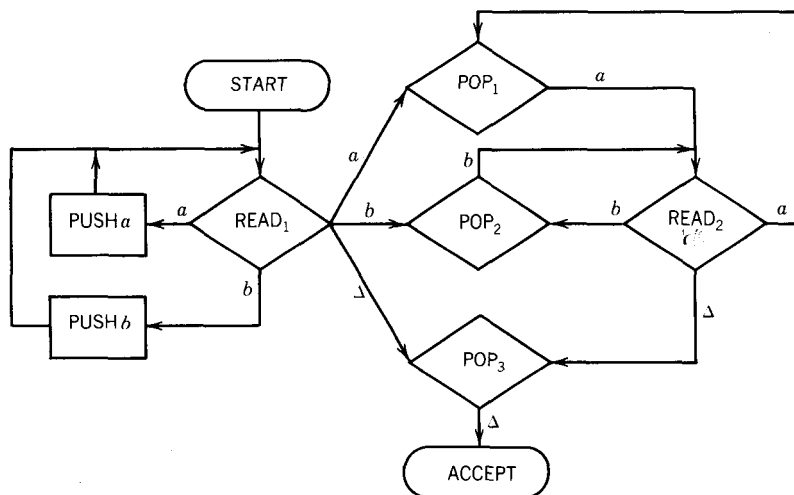 START
POP₁
a
a
b
PUSH a
a
READ₁
b
POP₂
b
READ₂
a
b
PUSH b
Δ
Δ
POP₃
Δ
ACCEPT